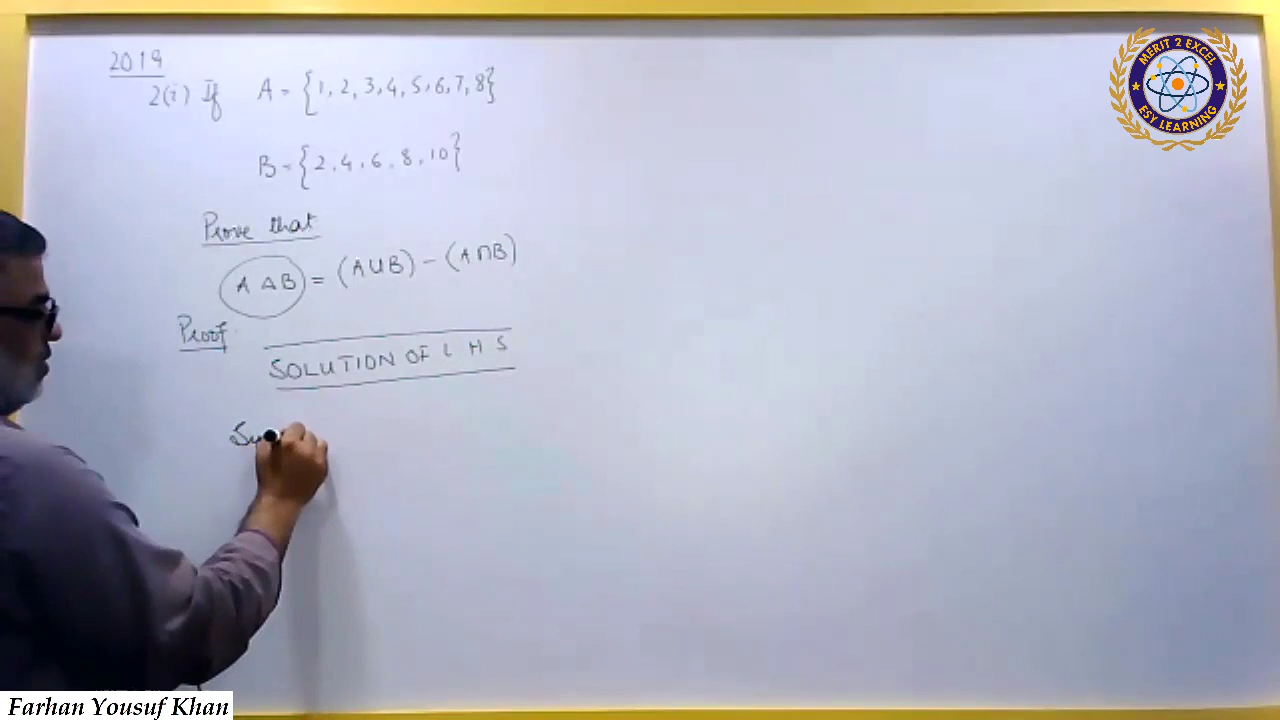 2019
2(i) If A = {1, 2, 3, 4, 5, 6, 7, 8}
B = {2, 4, 6, 8, 10}
Prove that
A Δ B = (A ∪ B) - (A ∩ B)
Proof
SOLUTION OF L H S
MERIT 2 EXCEL
ESY LEARNING
Farhan Yousuf Khan